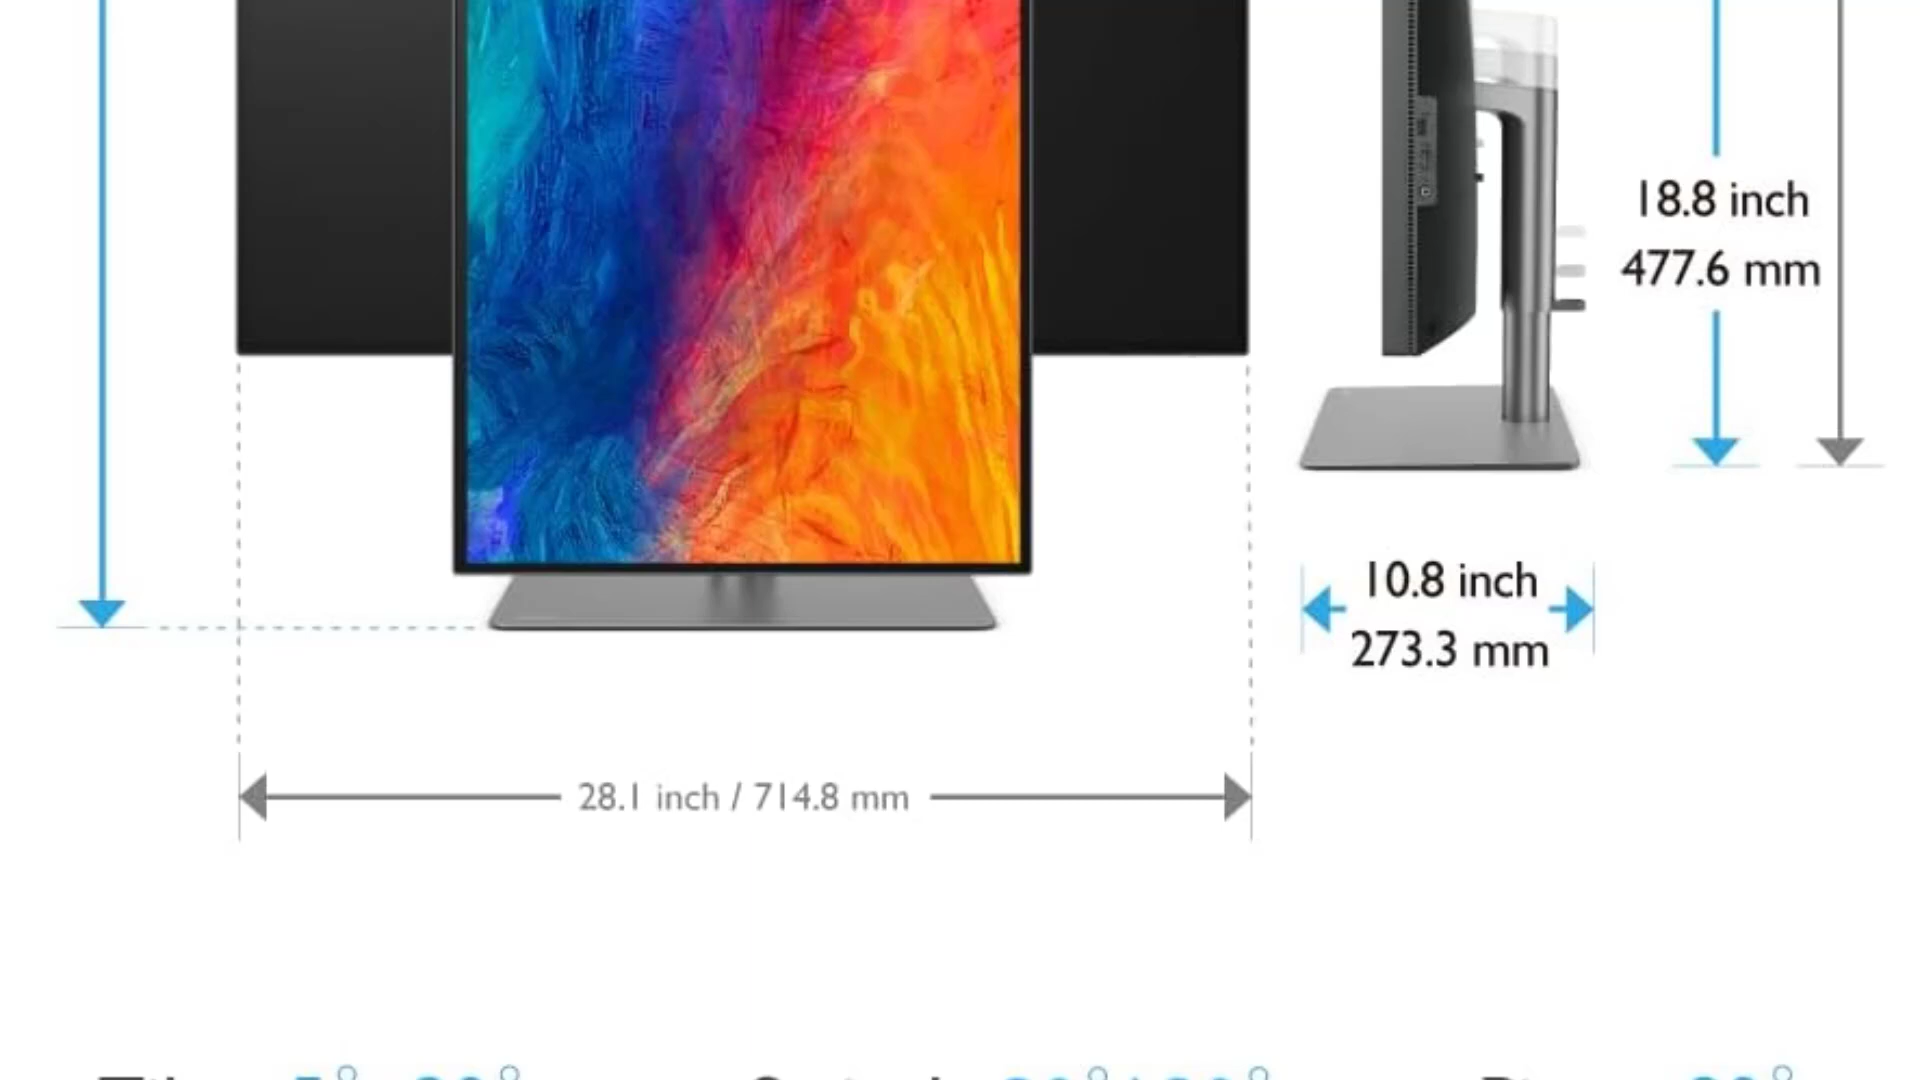 18.8 inch
477.6 mm
10.8 inch
273.3 mm
28.1 inch / 714.8 mm